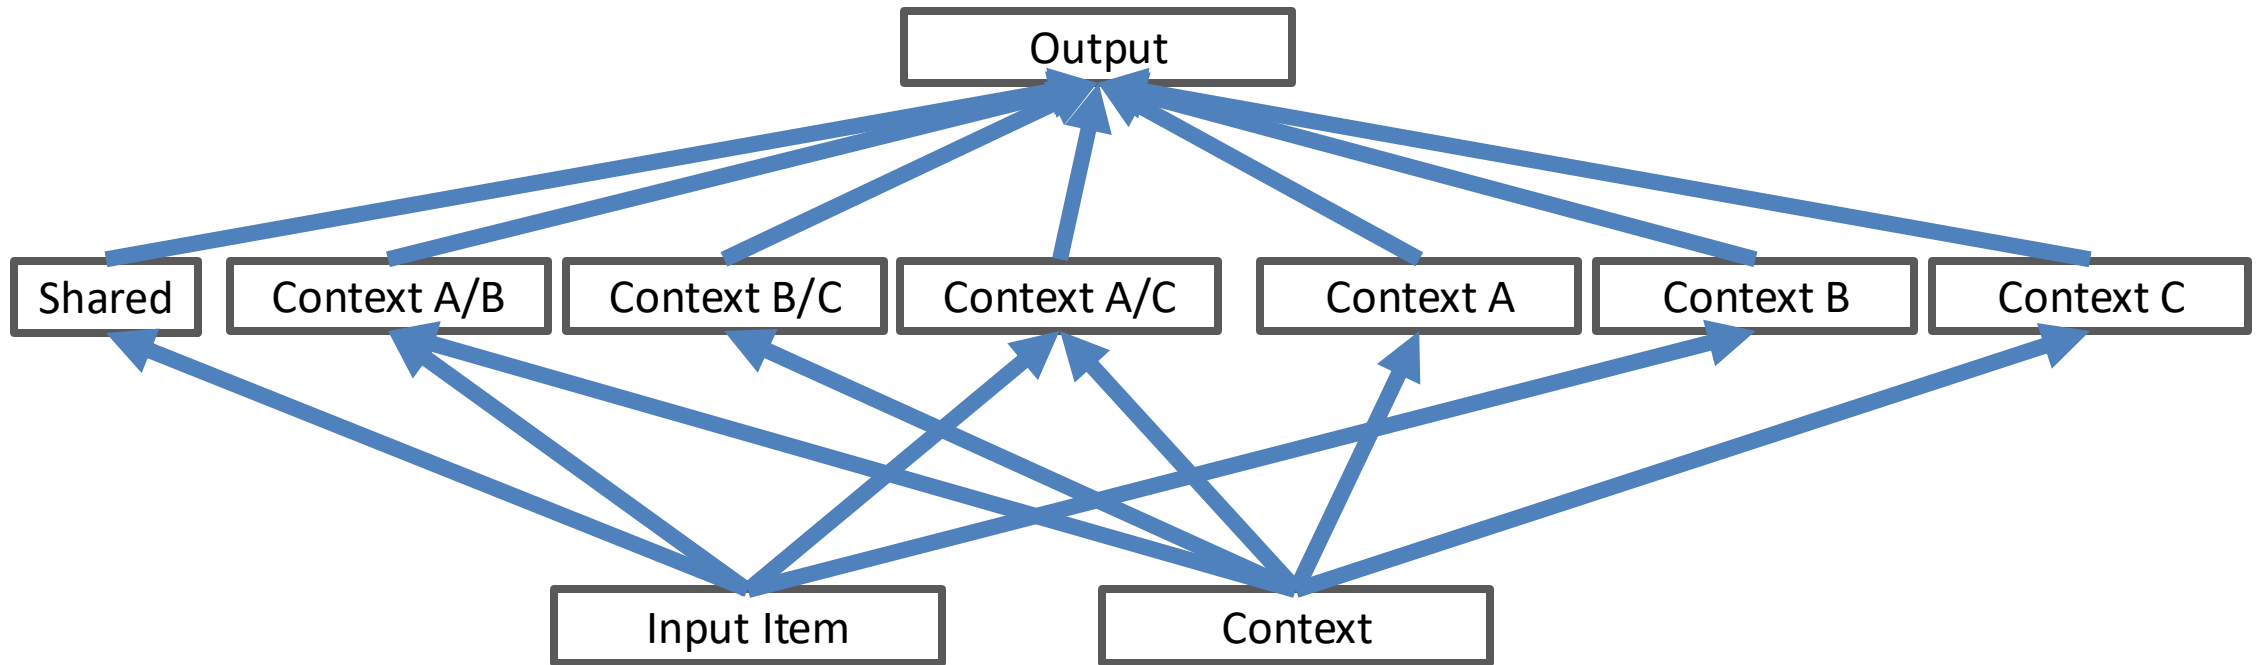 Output
Shared
Context A/B
Context B/C
Context A/C
Context A
Context B
Context C
Input Item
Context